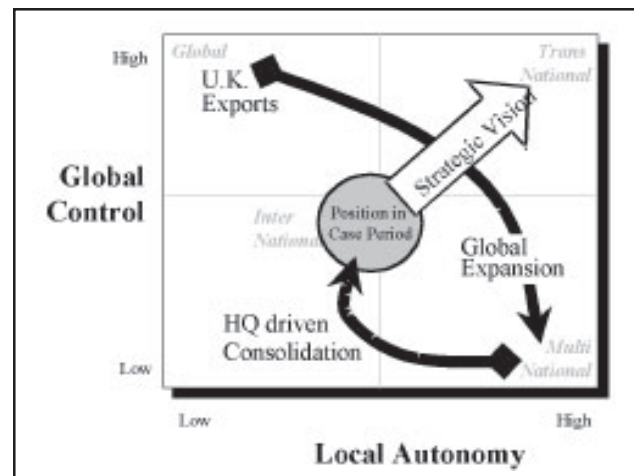 High
Global
Trans
National
U.K.
Exports
Strategic Vision
Global
Control
Inter
National
Position in
Case Period
Global
Expansion
HQ driven
Consolidation
Multi
National
Low
Low
High
Local Autonomy